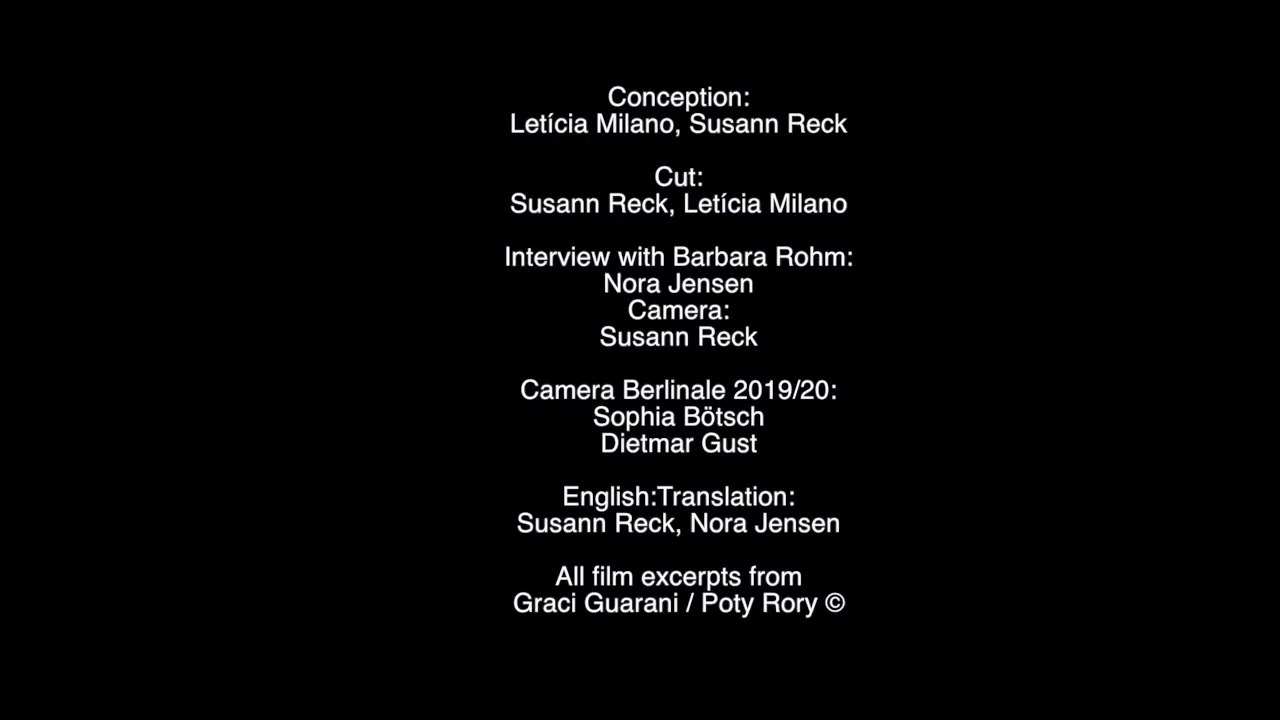 Conception:
Letícia Milano, Susann Reck
Cut:
Susann Reck, Letícia Milano
Interview with Barbara Rohm:
Nora Jensen
Camera:
Susann Reck
Camera Berlinale 2019/20:
Sophia Bötsch
Dietmar Gust
English:Translation:
Susann Reck, Nora Jensen
All film excerpts from
Graci Guarani / Poty Rory ©